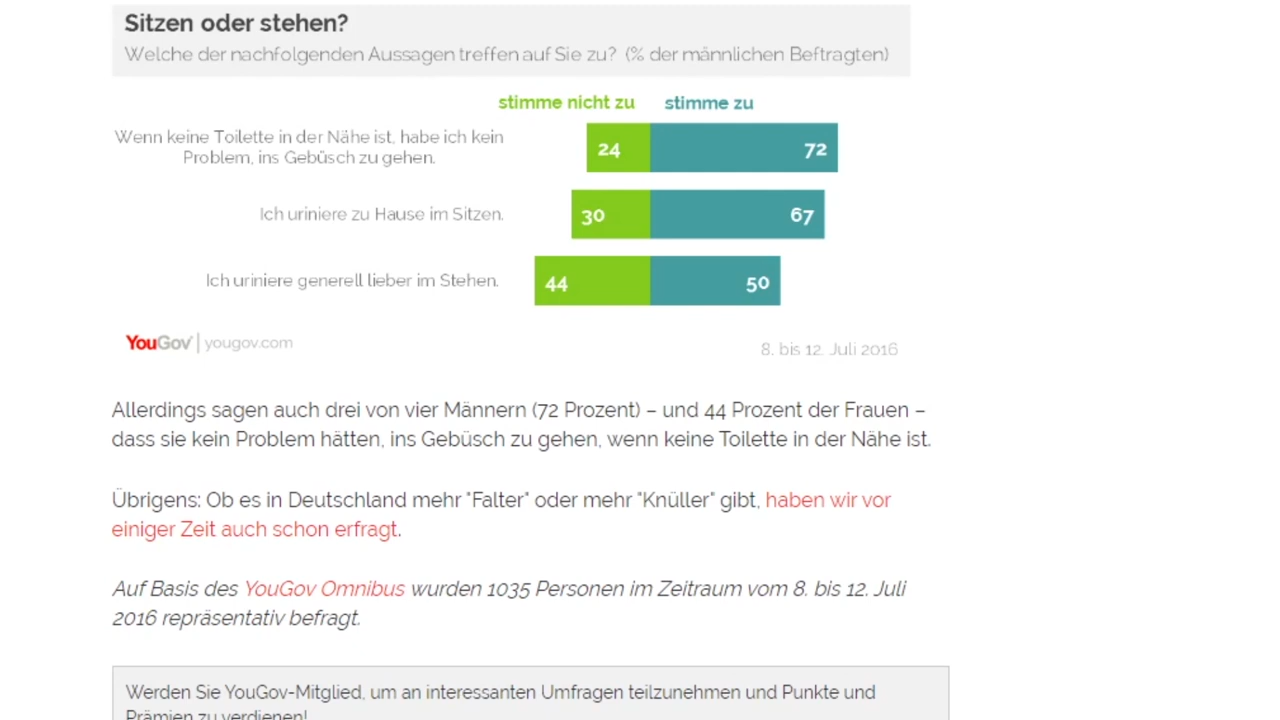 Sitzen oder stehen?
Welche der nachfolgenden Aussagen treffen auf Sie zu? (% der männlichen Beftragten)
stimme nicht zu stimme zu
Wenn keine Toilette in der Nähe ist, habe ich kein
Problem, ins Gebüsch zu gehen.
24 72
Ich uriniere zu Hause im Sitzen. 30 67
Ich uriniere generell lieber im Stehen. 44 50
YouGov | yougov.com
8. bis 12. Juli 2016
Allerdings sagen auch drei von vier Männern (72 Prozent) – und 44 Prozent der Frauen –
dass sie kein Problem hätten, ins Gebüsch zu gehen, wenn keine Toilette in der Nähe ist.
Übrigens: Ob es in Deutschland mehr "Falter" oder mehr "Knüller" gibt, haben wir vor
einiger Zeit auch schon erfragt.
Auf Basis des YouGov Omnibus wurden 1035 Personen im Zeitraum vom 8. bis 12. Juli
2016 repräsentativ befragt.
Werden Sie YouGov-Mitglied, um an interessanten Umfragen teilzunehmen und Punkte und
Prämien zu verdienen!